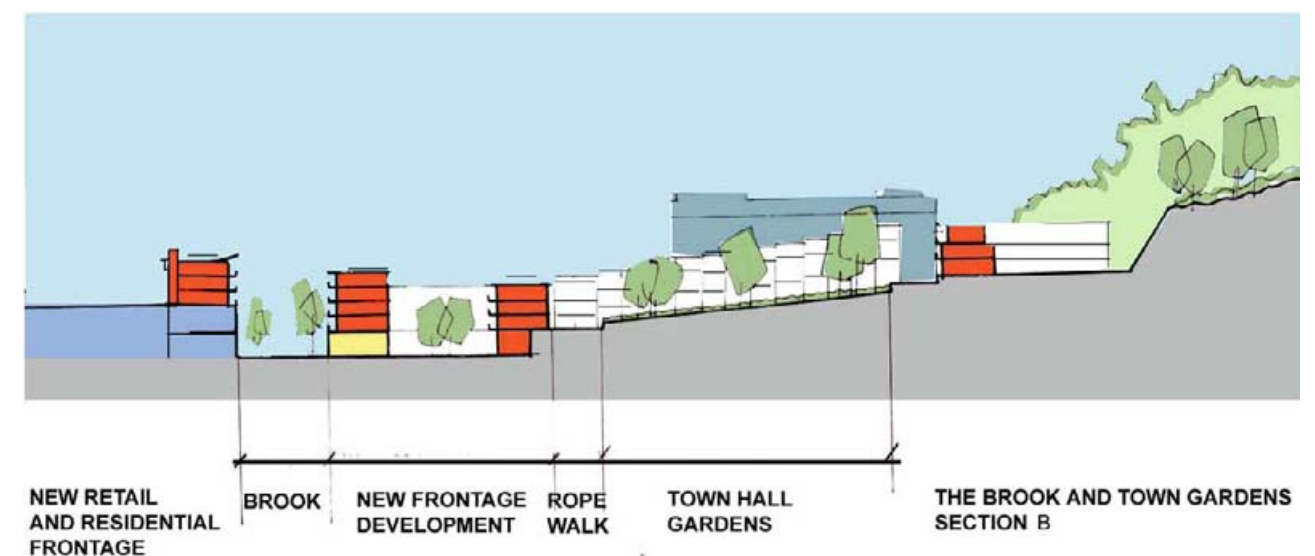 NEW RETAIL
AND RESIDENTIAL
FRONTAGE
BROOK
NEW FRONTAGE
DEVELOPMENT
ROPE
WALK
TOWN HALL
GARDENS
THE BROOK AND TOWN GARDENS
SECTION B